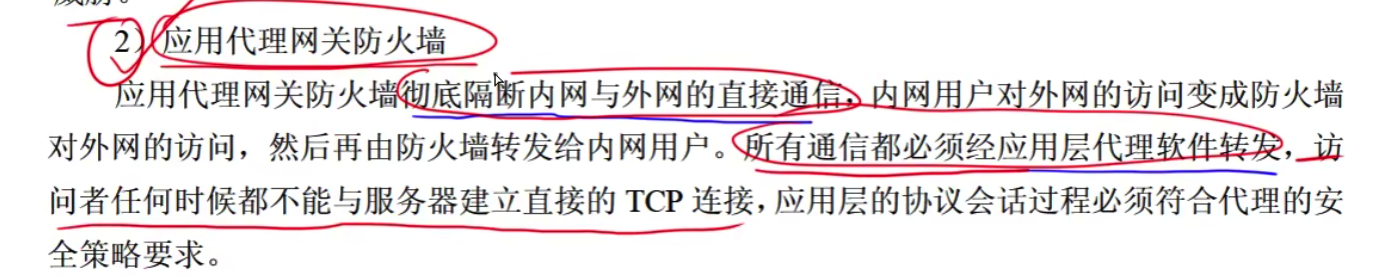 2）应用代理网关防火墙
应用代理网关防火墙彻底隔断内网与外网的直接通信，内网用户对外网的访问变成防火墙
对外网的访问，然后再由防火墙转发给内网用户。所有通信都必须经应用层代理软件转发，访
问者任何时候都不能与服务器建立直接的 TCP 连接，应用层的协议会话过程必须符合代理的安
全策略要求。